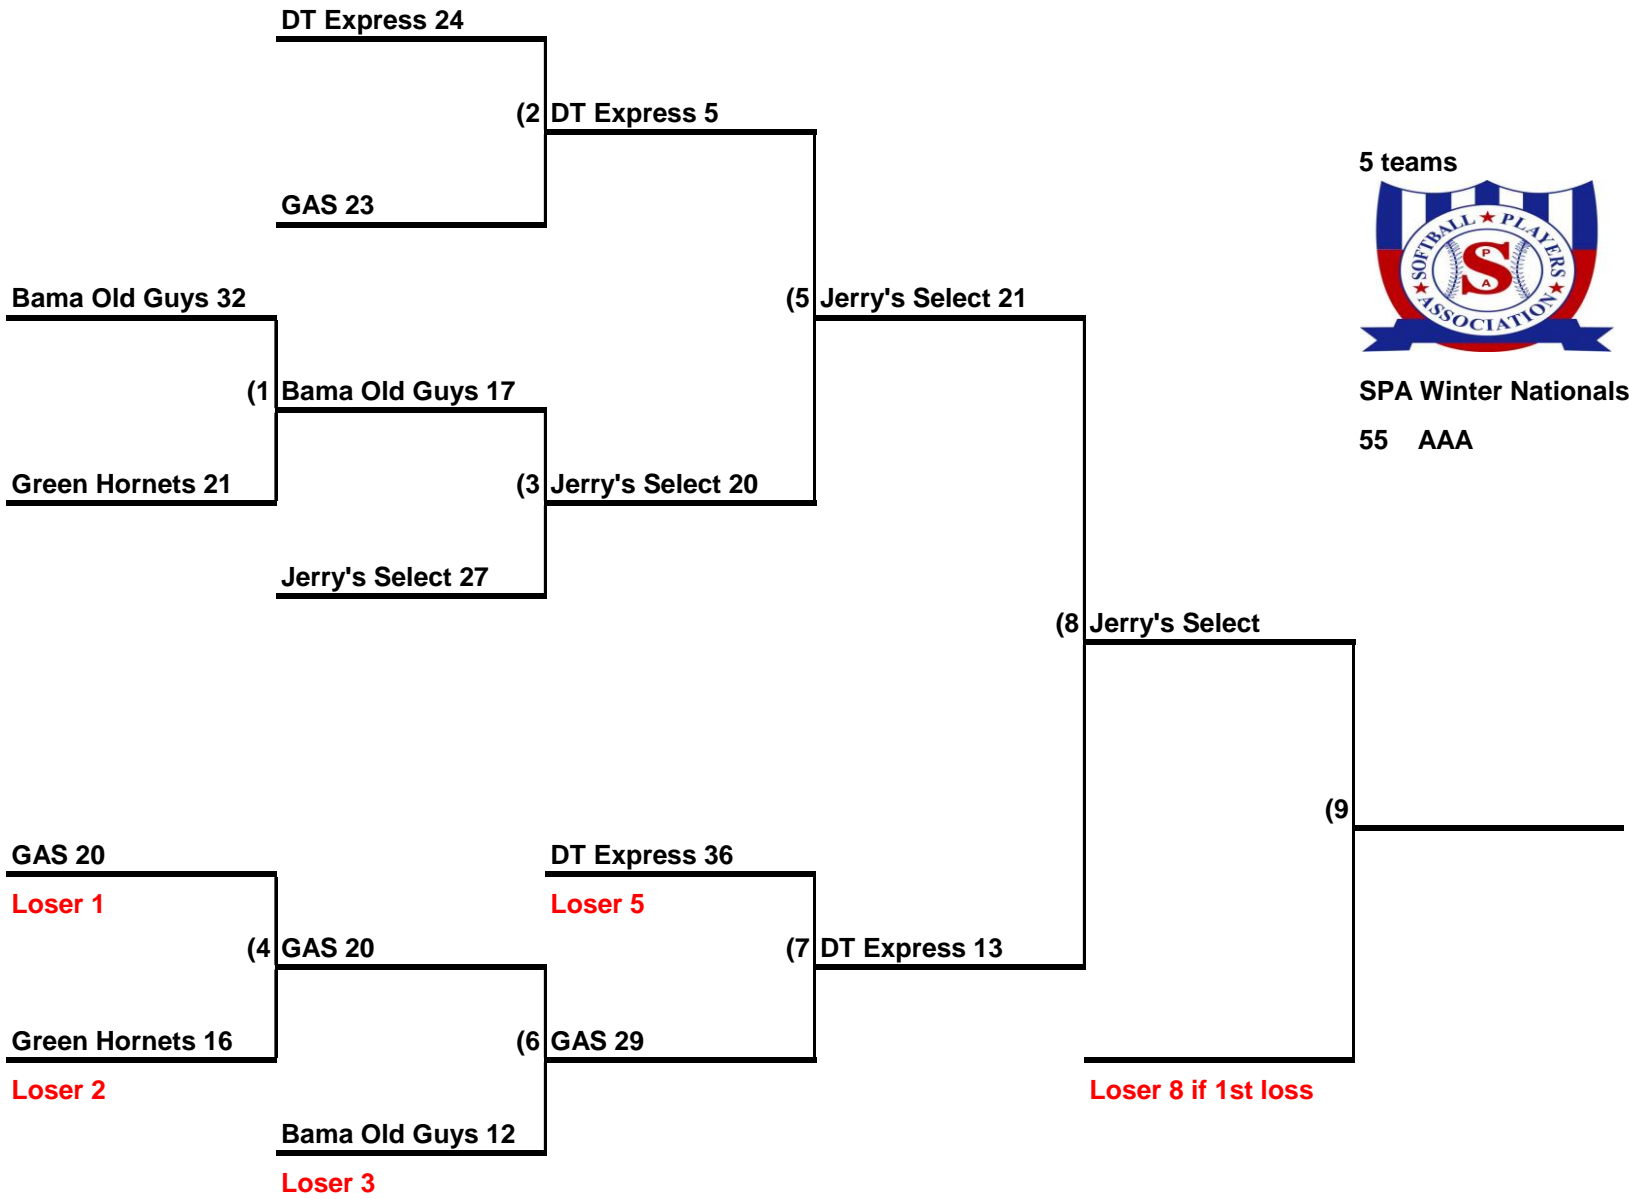 DT Express 24
(2 DT Express 5
5 teams
GAS 23
SOFTBALL ★ PLAYERS ★ ASSOCIATION ★
P
S
A
Bama Old Guys 32
(5 Jerry's Select 21
(1 Bama Old Guys 17
SPA Winter Nationals
55 AAA
Green Hornets 21
(3 Jerry's Select 20
Jerry's Select 27
(8 Jerry's Select
(9
GAS 20
DT Express 36
Loser 1
Loser 5
(4 GAS 20
(7 DT Express 13
Green Hornets 16
(6 GAS 29
Loser 2
Loser 8 if 1st loss
Bama Old Guys 12
Loser 3